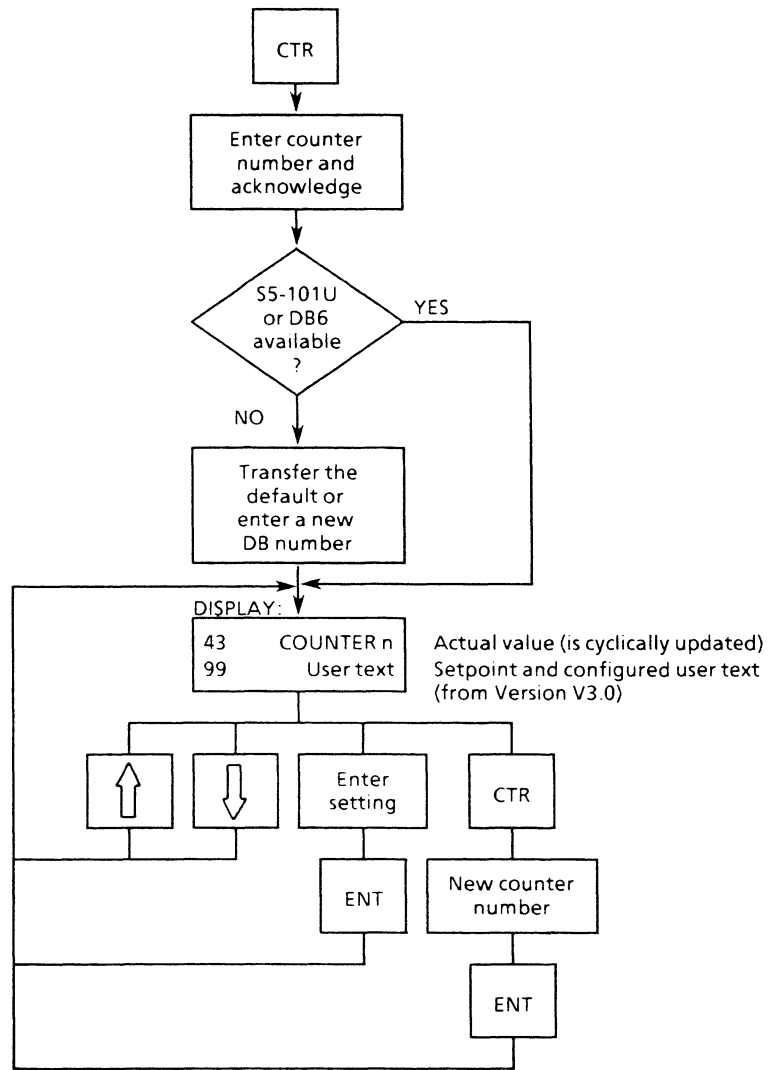 CTR
Enter counter
number and
acknowledge
S5-101U
or DB6
available
?
YES
NO
Transfer the
default or
enter a new
DB number
DISPLAY:
43 COUNTER n
99 User text
Actual value (is cyclically updated)
Setpoint and configured user text
(from Version V3.0)
Enter
setting
CTR
ENT
New counter
number
ENT